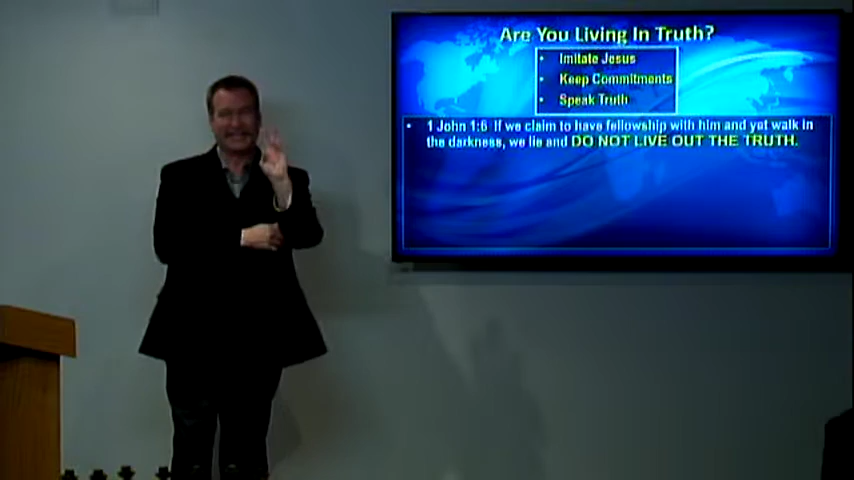 Are You Living In Truth?
• Imitate Jesus
• Keep Commitments
• Speak Truth
• 1 John 1:6 If we claim to have fellowship with him and yet walk in
the darkness, we lie and DO NOT LIVE OUT THE TRUTH.